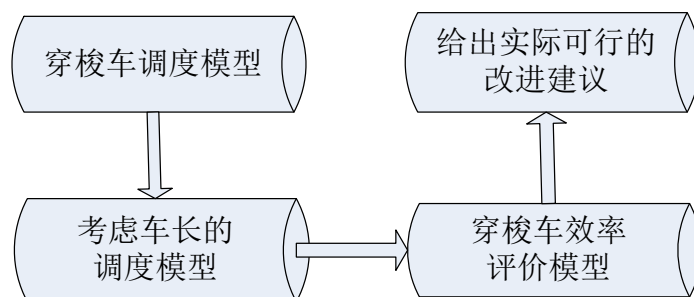 穿梭车调度模型
给出实际可行的
改进建议
考虑车长的
调度模型
穿梭车效率
评价模型